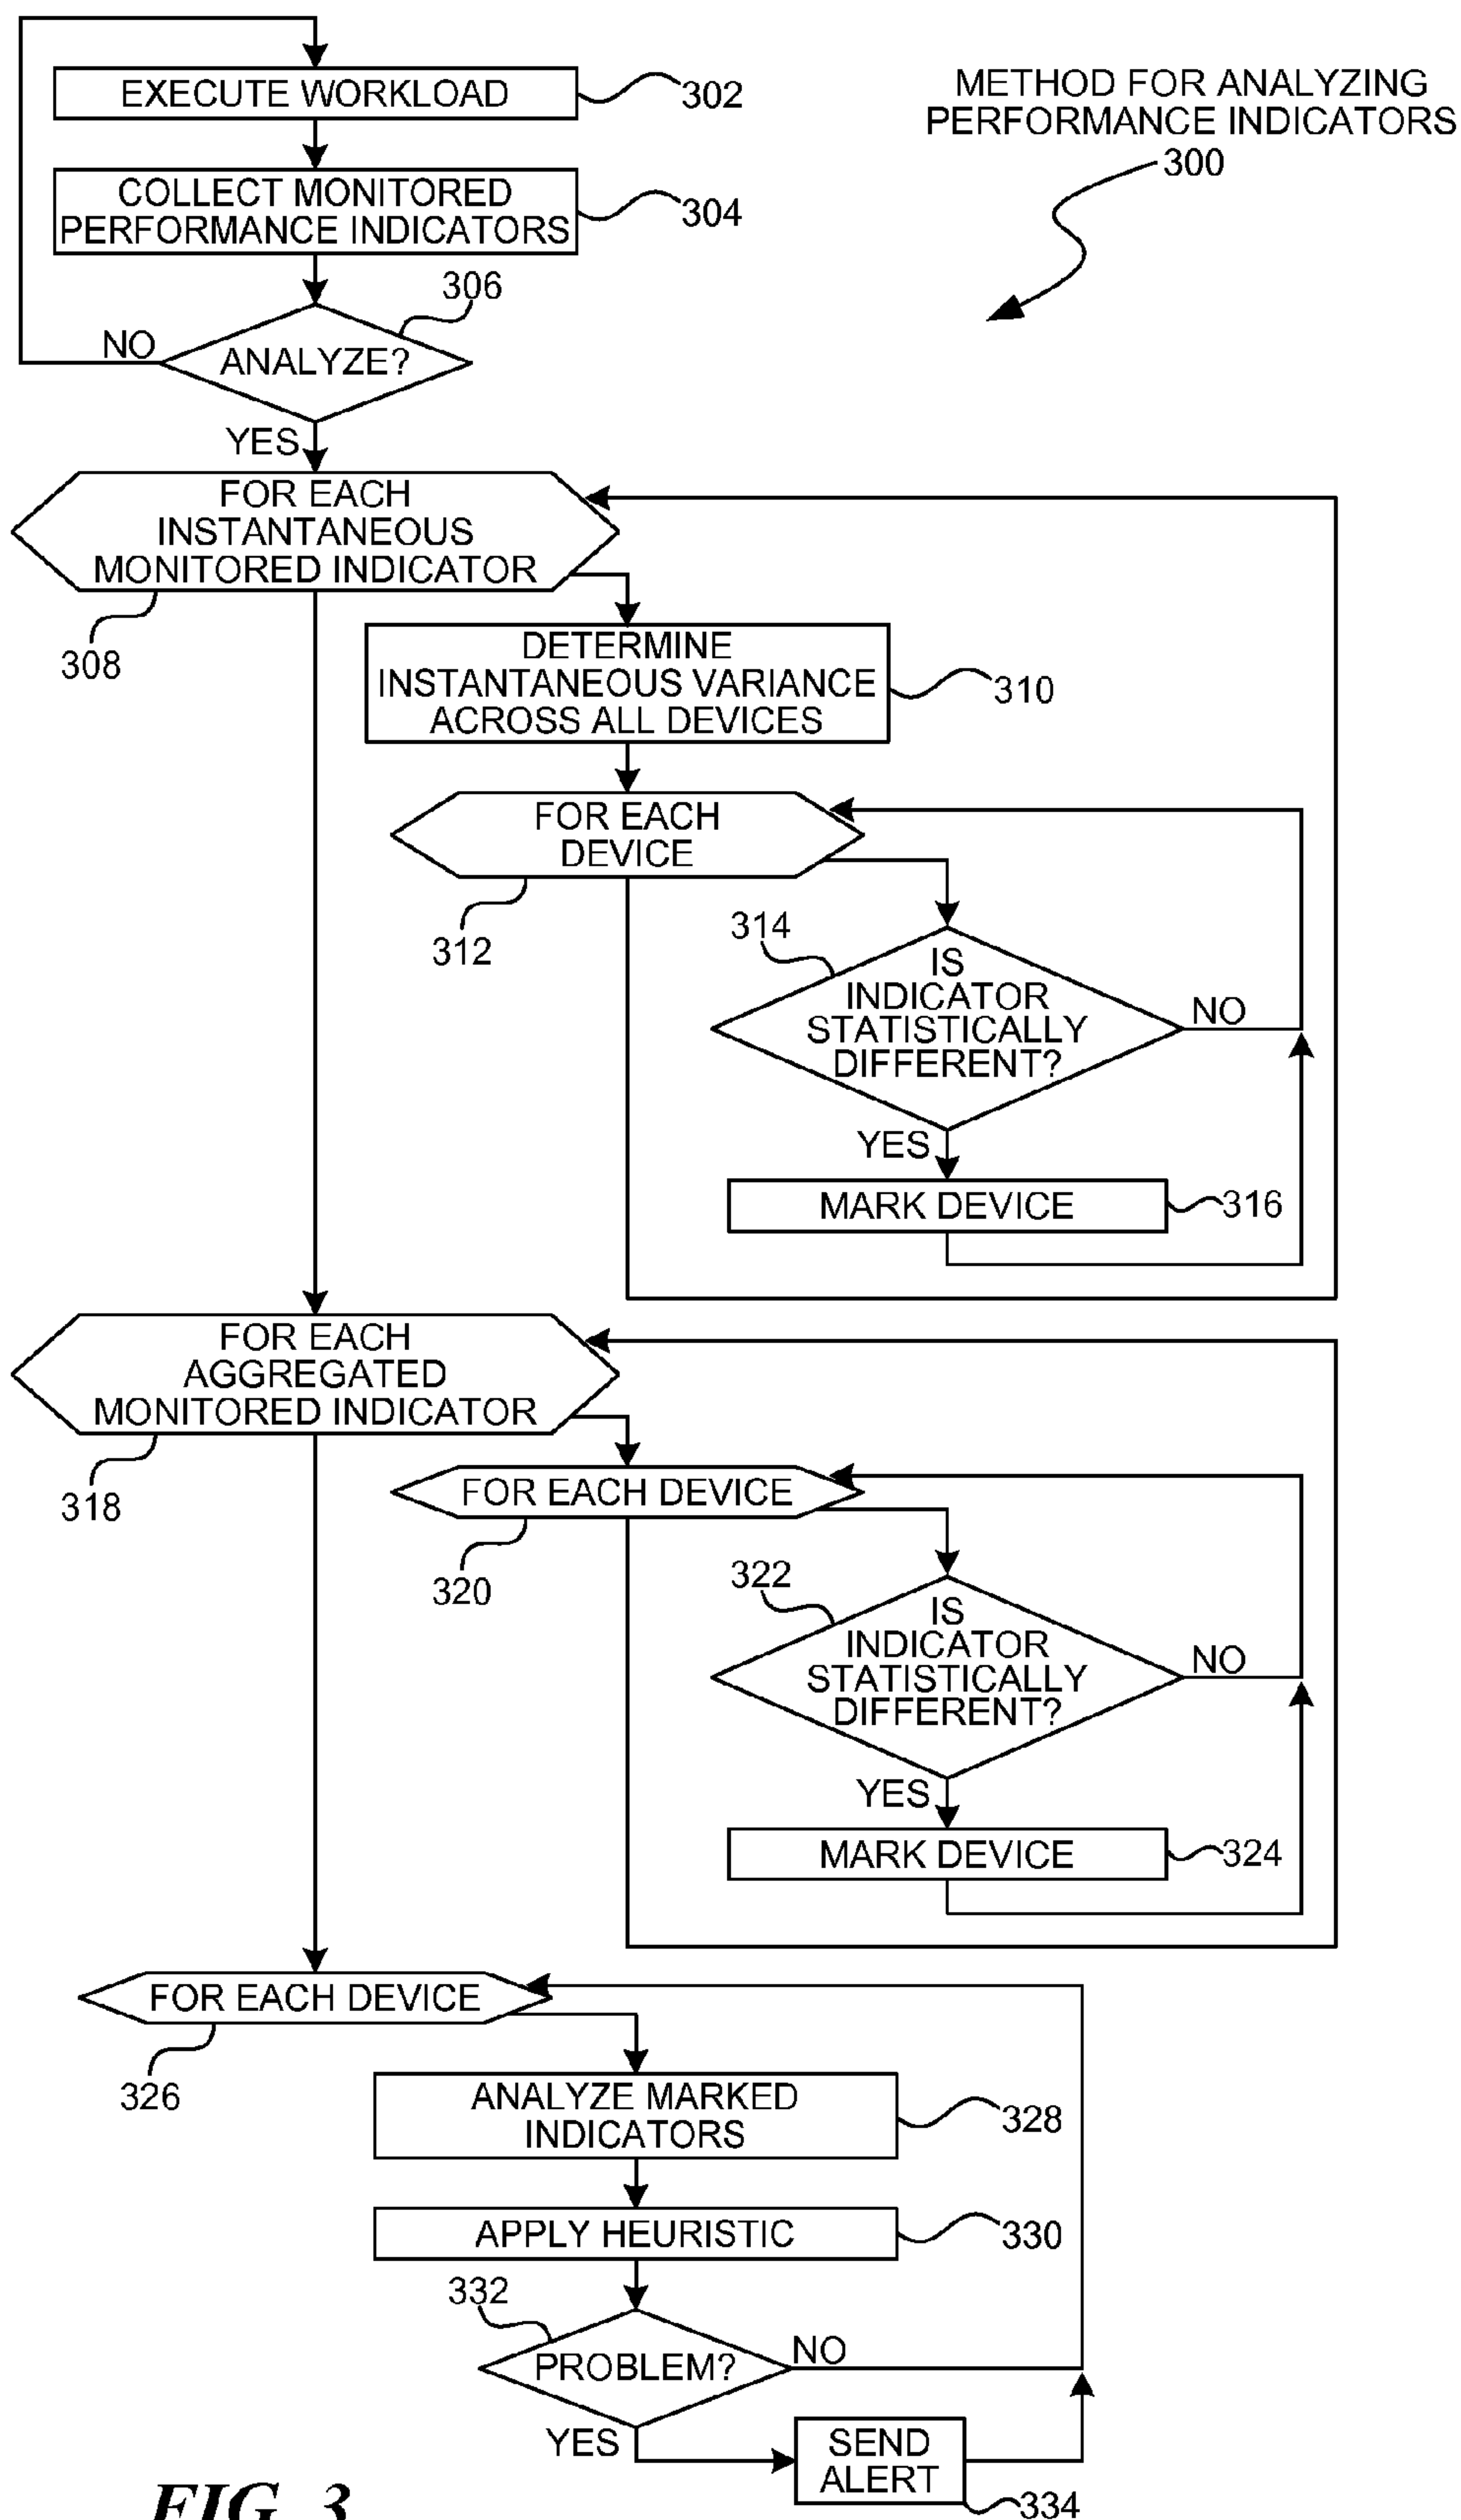 EXECUTE WORKLOAD
302
METHOD FOR ANALYZING
PERFORMANCE INDICATORS
300
COLLECT MONITORED
PERFORMANCE INDICATORS
304
306
ANALYZE?
NO
YES
FOR EACH
INSTANTANEOUS
MONITORED INDICATOR
308
DETERMINE
INSTANTANEOUS VARIANCE
ACROSS ALL DEVICES
310
FOR EACH
DEVICE
312
314
IS
INDICATOR
STATISTICALLY
DIFFERENT?
NO
YES
MARK DEVICE
316
FOR EACH
AGGREGATED
MONITORED INDICATOR
318
FOR EACH DEVICE
320
322
IS
INDICATOR
STATISTICALLY
DIFFERENT?
NO
YES
MARK DEVICE
324
FOR EACH DEVICE
326
ANALYZE MARKED
INDICATORS
328
APPLY HEURISTIC
330
332
PROBLEM?
NO
YES
SEND
ALERT
334
FIG. 3